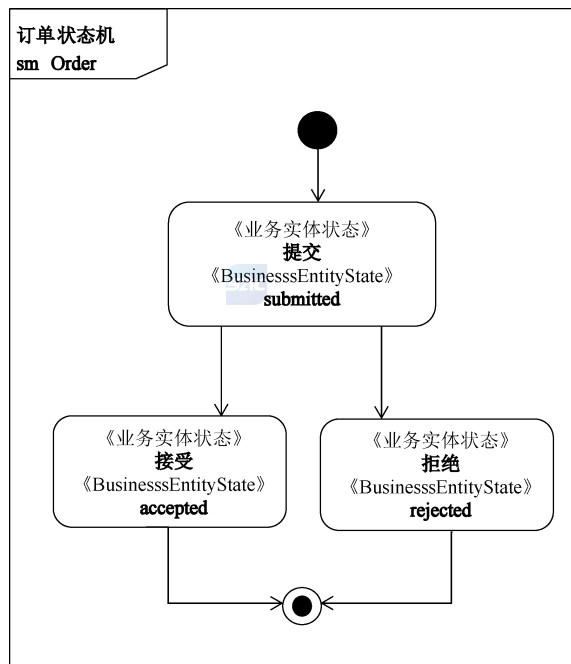 订单状态机
sm Order
《业务实体状态》
提交
《BusinesssEntityState》
submitted
《业务实体状态》
接受
《BusinesssEntityState》
accepted
《业务实体状态》
拒绝
《BusinesssEntityState》
rejected